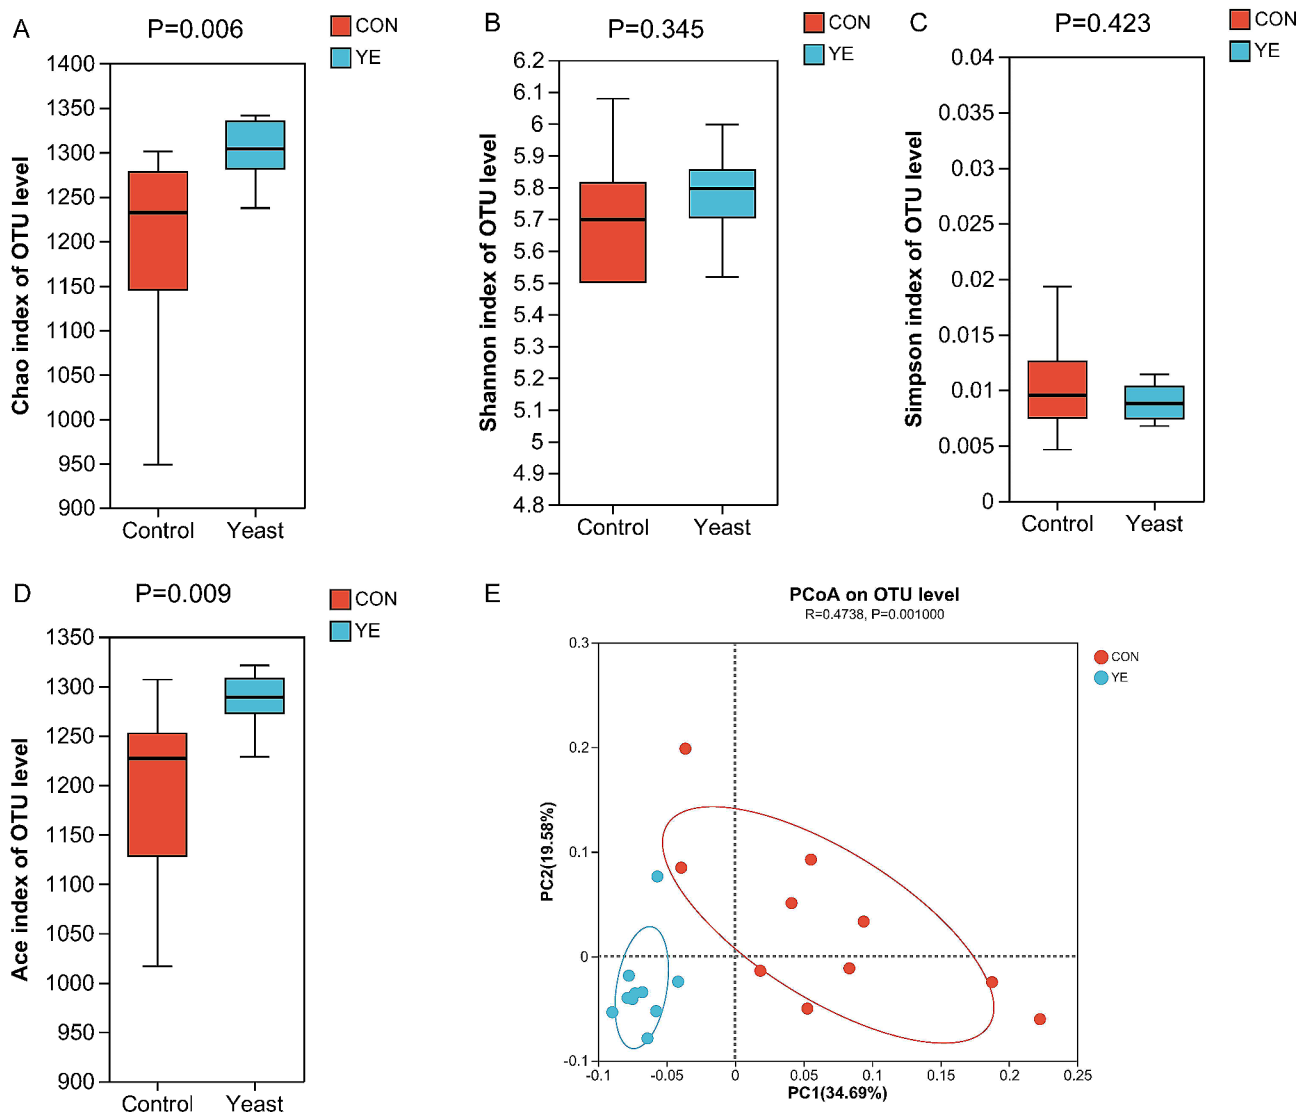 A
P=0.006
CON
YE
1400
1350
1300
1250
1200
1150
1100
1050
1000
950
900
Chao index of OTU level
Control
Yeast
B
P=0.345
CON
YE
6.2
6.1
6
5.9
5.8
5.7
5.6
5.5
5.4
5.3
5.2
5.1
5
4.9
4.8
Shannon index of OTU level
Control
Yeast
C
P=0.423
CON
YE
0.04
0.035
0.03
0.025
0.02
0.015
0.01
0.005
0
Simpson index of OTU level
Control
Yeast
D
P=0.009
CON
YE
1350
1300
1250
1200
1150
1100
1050
1000
950
900
Ace index of OTU level
Control
Yeast
E
PCoA on OTU level
R=0.4738, P=0.001000
CON
YE
0.3
0.2
0.1
0
-0.1
PC2(19.58%)
-0.1
-0.05
0
0.05
0.1
0.15
0.2
0.25
PC1(34.69%)